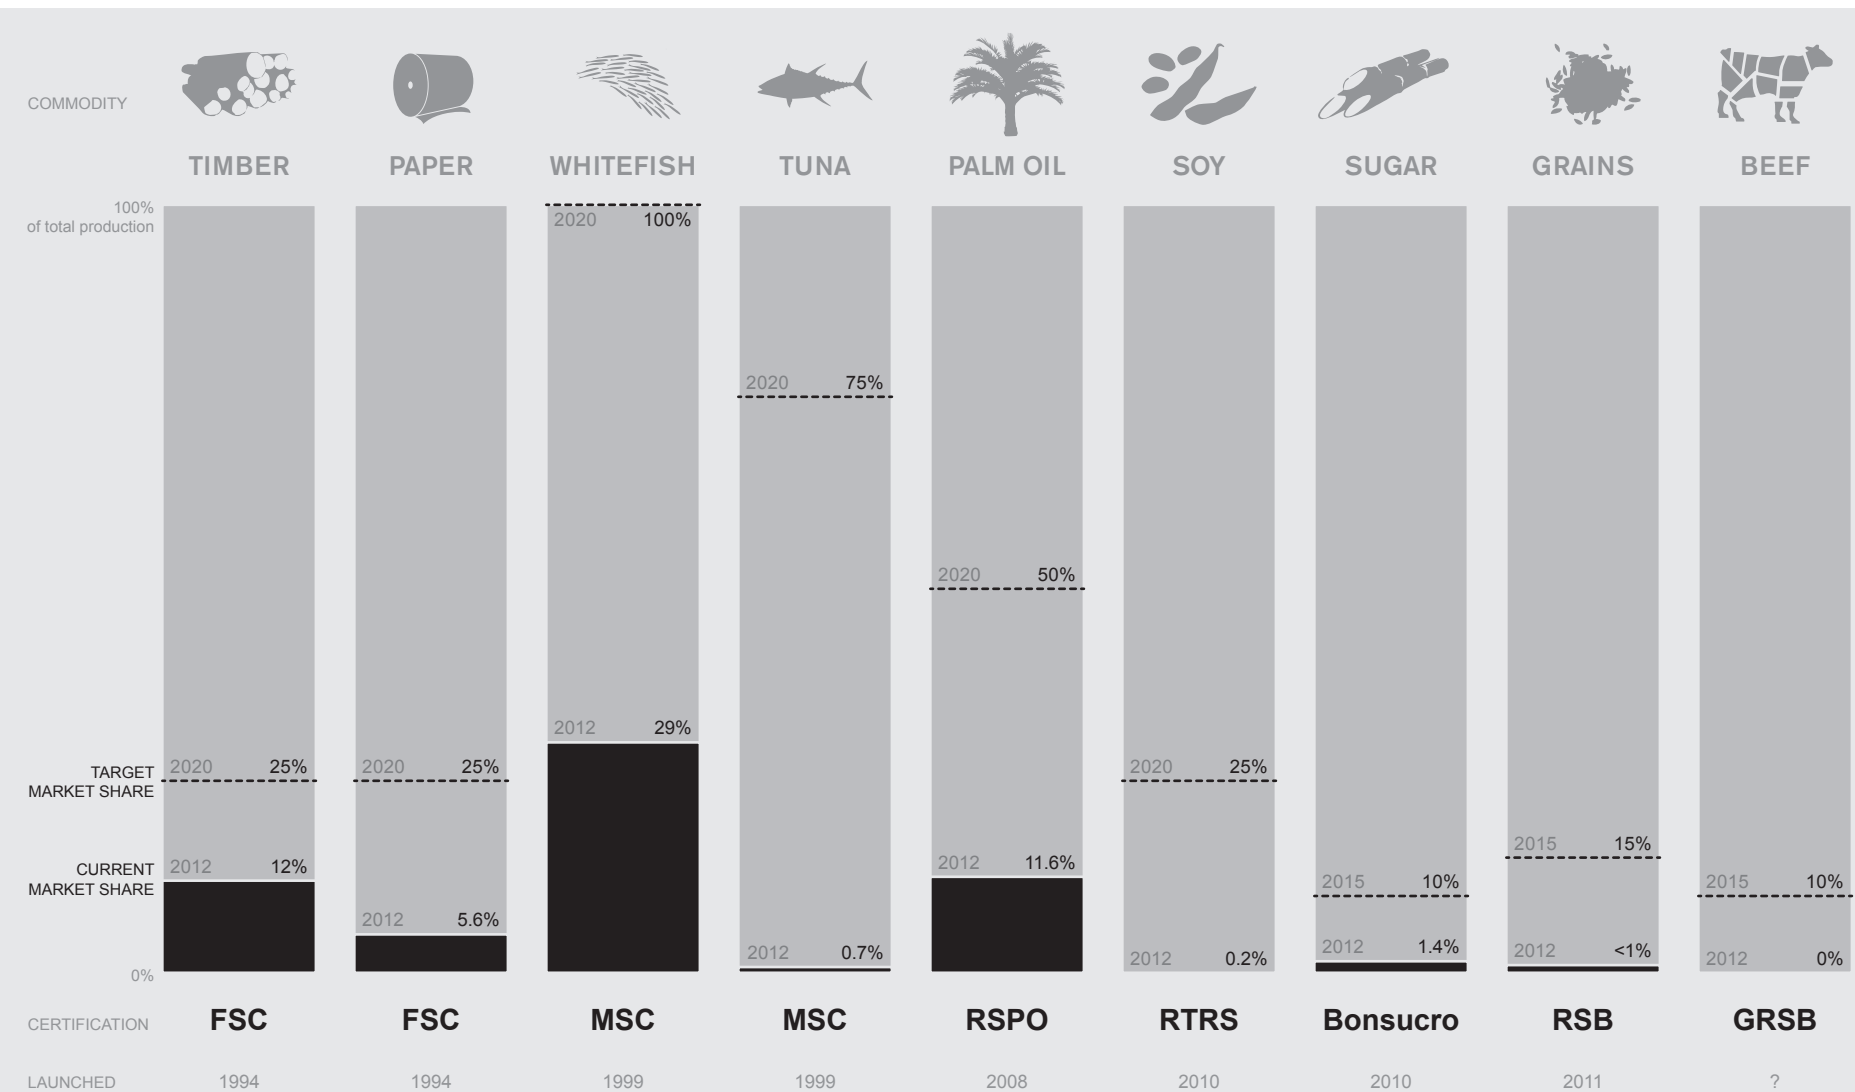 COMMODITY
TIMBER PAPER WHITEFISH TUNA PALM OIL SOY SUGAR GRAINS BEEF
100%
of total production
2020 100%
2020 75%
2020 50%
2012 29%
TARGET
MARKET SHARE
2020 25% 2020 25% 2020 25%
2015 15%
CURRENT
MARKET SHARE
2012 12% 2012 11.6%
2015 10% 2015 10%
2012 5.6%
2012 0.7% 2012 0.2% 2012 1.4% 2012 <1% 2012 0%
0%
CERTIFICATION FSC FSC MSC MSC RSPO RTRS Bonsucro RSB GRSB
LAUNCHED 1994 1994 1999 1999 2008 2010 2010 2011 ?